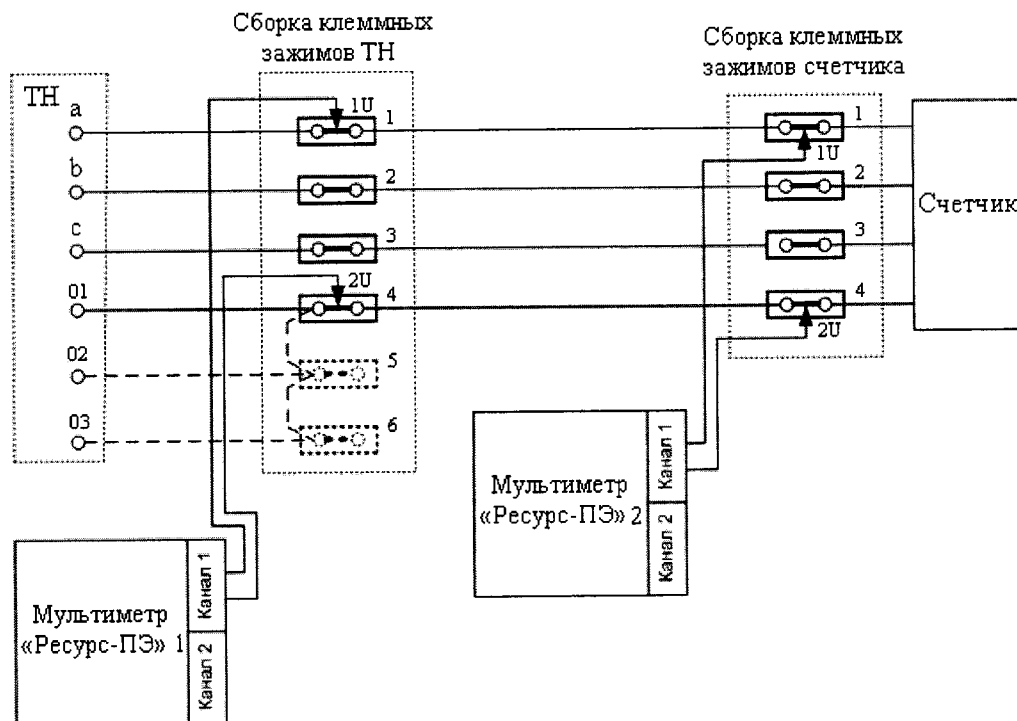 Сборка клеммных
зажимов ТН
Сборка клеммных
зажимов счетчика
ТН
a
b
c
01
02
03
1U
1
2
3
2U
4
5
6
1
1U
2
3
4
2U
Счетчик
Мультиметр
«Ресурс-ПЭ» 2
Канал 1
Канал 2
Мультиметр
«Ресурс-ПЭ» 1
Канал 1
Канал 2